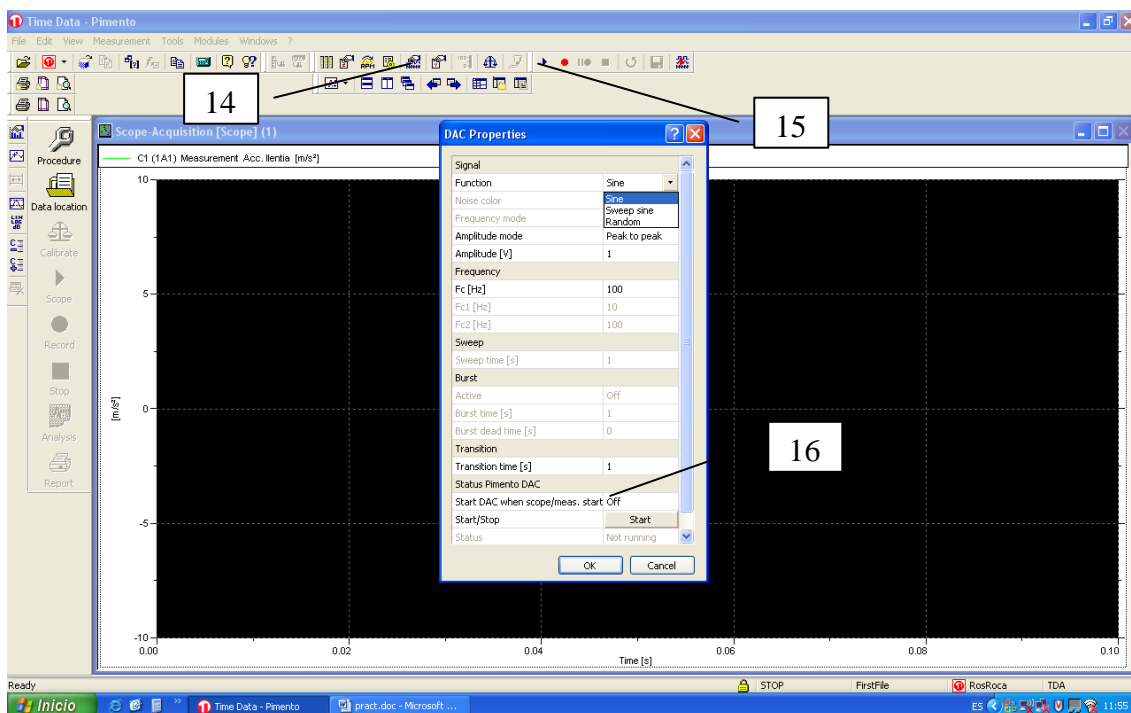 Time Data - Pimento
File Edit View Measurement Tools Modules Windows ?
14
15
Scope-Acquisition [Scope] (1)
C1 (1A1) Measurement Acc. llentia [m/s²]
Procedure
Data location
Calibrate
Scope
Record
Stop
Analysis
Report
10
5
0
-5
-10
[m/s²]
0.00 0.02 0.04 0.06 0.08 0.10
Time [s]
DAC Properties
Signal
Function Sine
Sine
Sweep sine
Random
Noise color
Frequency mode
Amplitude mode Peak to peak
Amplitude [V] 1
Frequency
Fc [Hz] 100
Fc1 [Hz] 10
Fc2 [Hz] 100
Sweep
Sweep time [s] 1
Burst
Active Off
Burst time [s] 1
Burst dead time [s] 0
Transition
Transition time [s] 1
Status Pimento DAC
Start DAC when scope/meas. start Off
Start/Stop Start
Status Not running
OK Cancel
16
Ready STOP FirstFile RosRoca TDA
Inicio Time Data - Pimento pract.doc - Microsoft ... ES 11:55